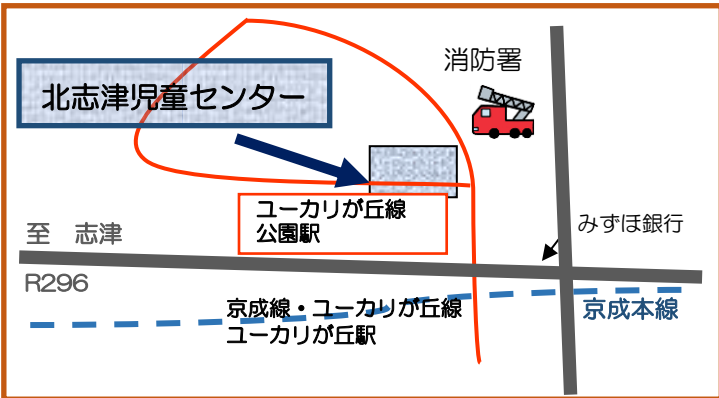 消防署
北志津児童センター
ユーカリが丘線
公園駅
みずほ銀行
至　志津
R296
京成線・ユーカリが丘線
ユーカリが丘駅
京成本線